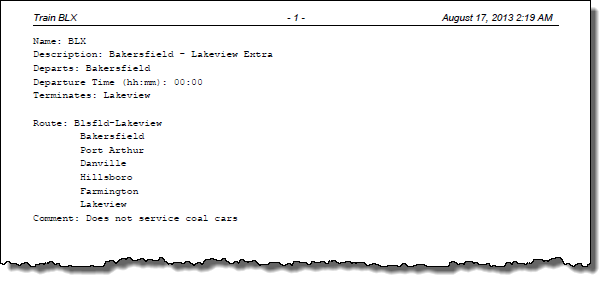 Train BLX - 1 - August 17, 2013 2:19 AM
Name: BLX
Description: Bakersfield - Lakeview Extra
Departs: Bakersfield
Departure Time (hh:mm): 00:00
Terminates: Lakeview
Route: Blsfld-Lakeview
Bakersfield
Port Arthur
Danville
Hillsboro
Farmington
Lakeview
Comment: Does not service coal cars